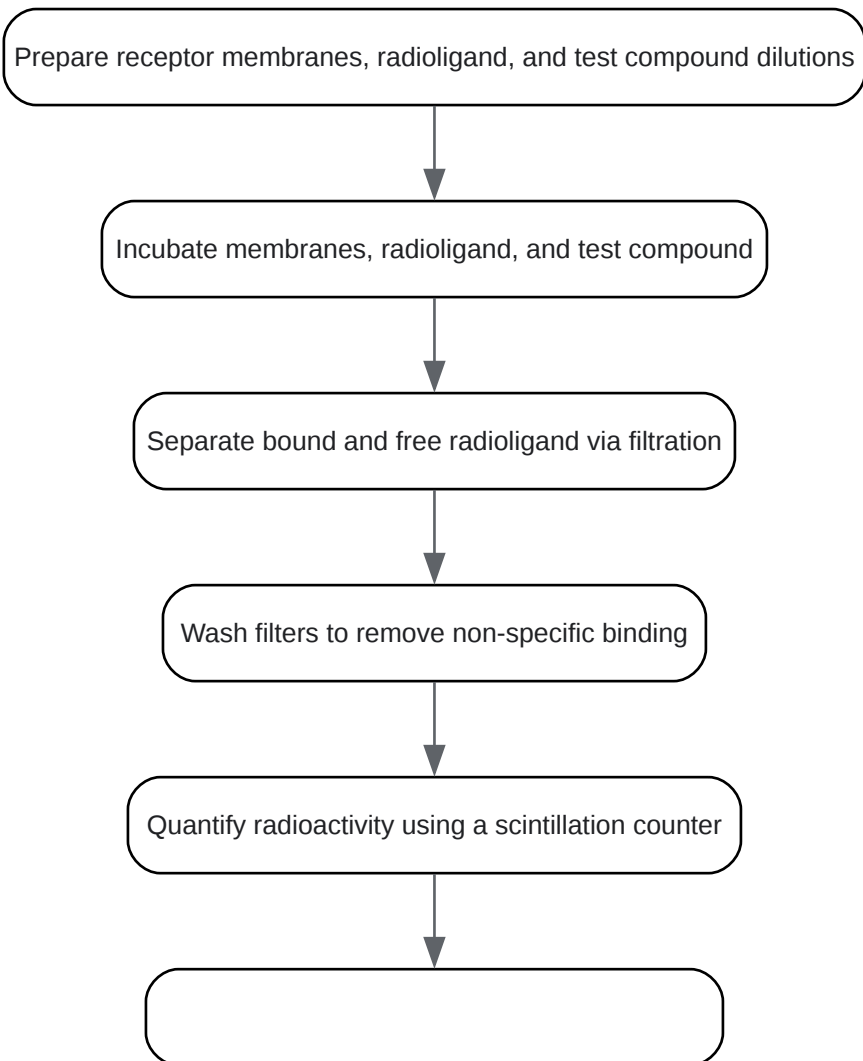 Prepare receptor membranes, radioligand, and test compound dilutions
Incubate membranes, radioligand, and test compound
Separate bound and free radioligand via filtration
Wash filters to remove non-specific binding
Quantify radioactivity using a scintillation counter